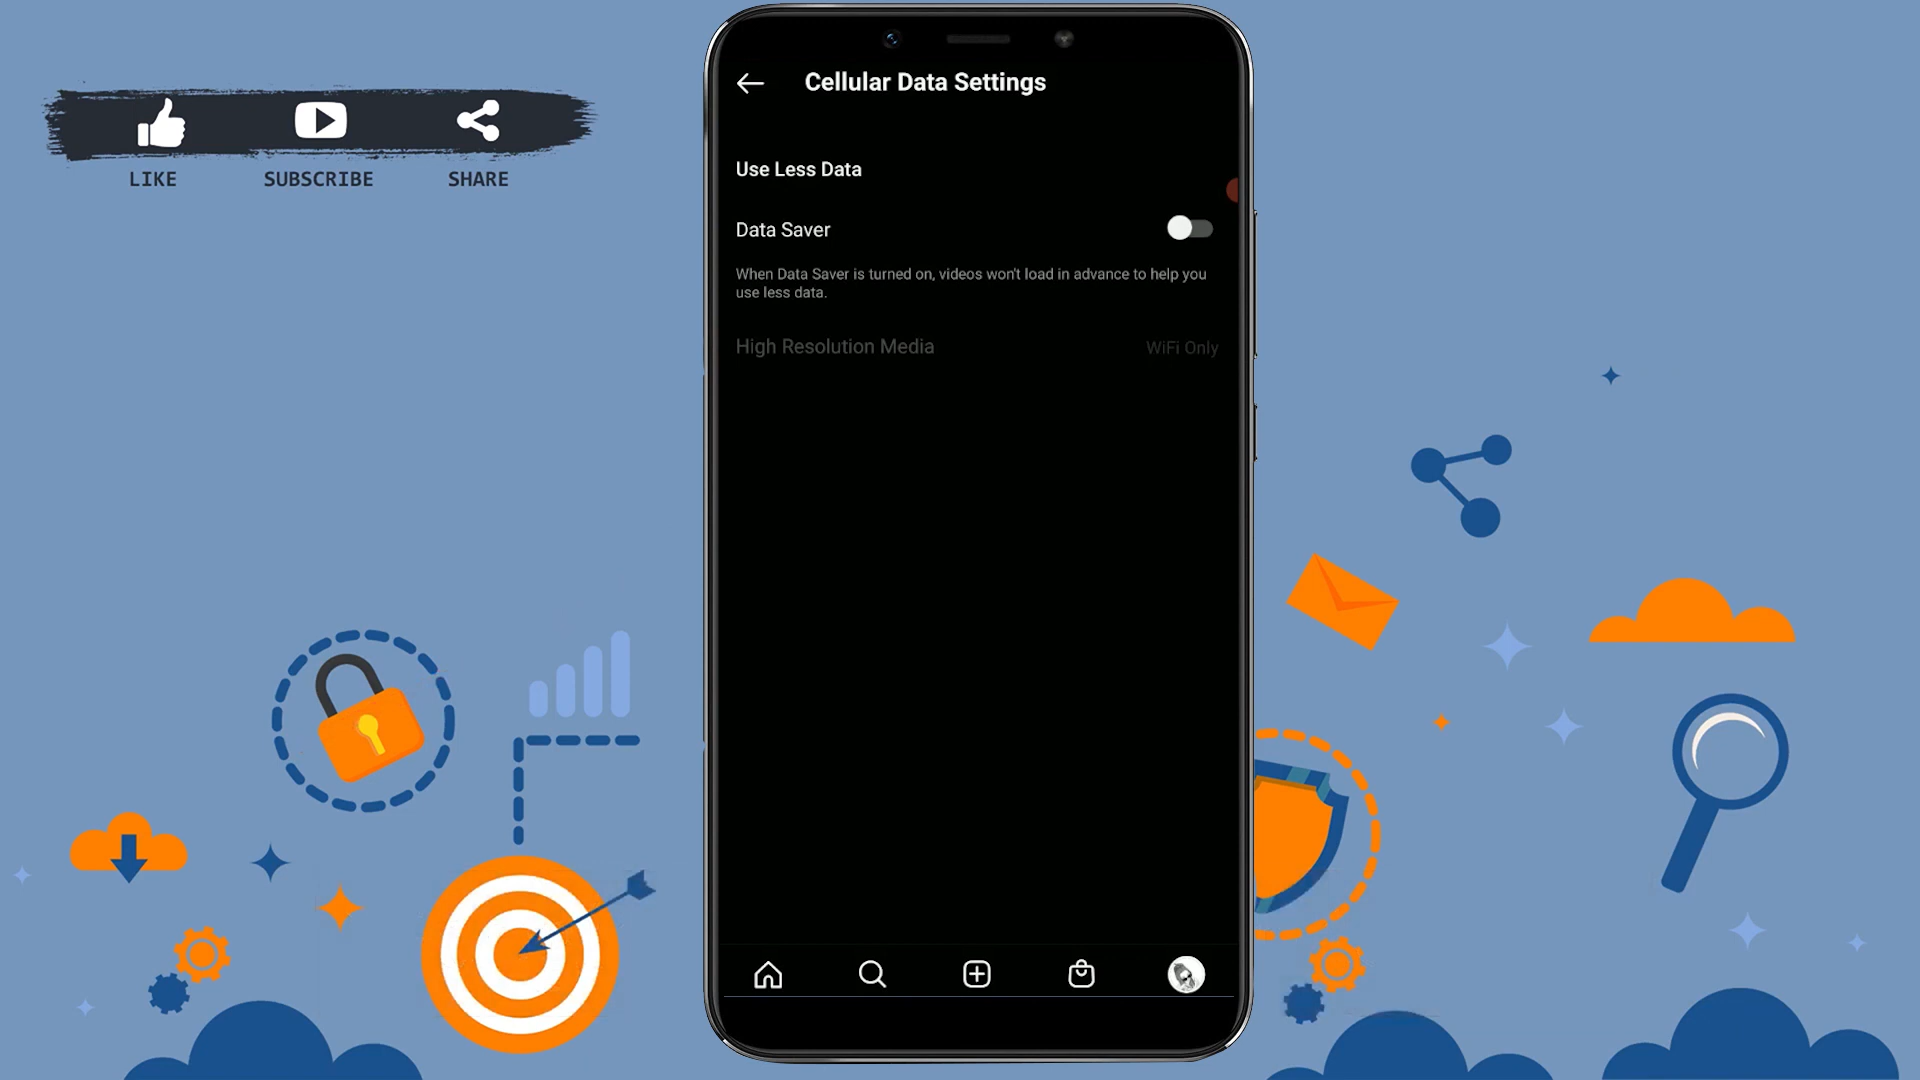 LIKE
SUBSCRIBE
SHARE
Cellular Data Settings
Use Less Data
Data Saver
When Data Saver is turned on, videos won't load in advance to help you
use less data.
High Resolution Media
WiFi Only